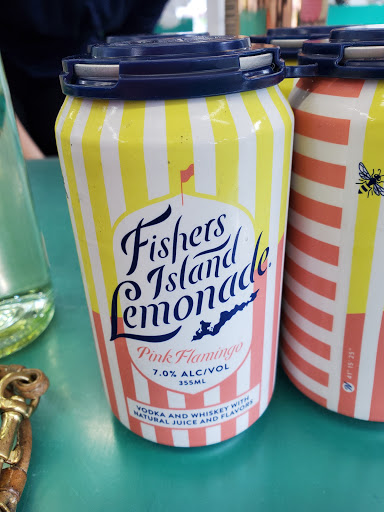 Fishers
Island
Lemonade.
Pink Flamingo
7.0% ALC/VOL
355ML
VODKA AND WHISKEY WITH
NATURAL JUICE AND FLAVORS